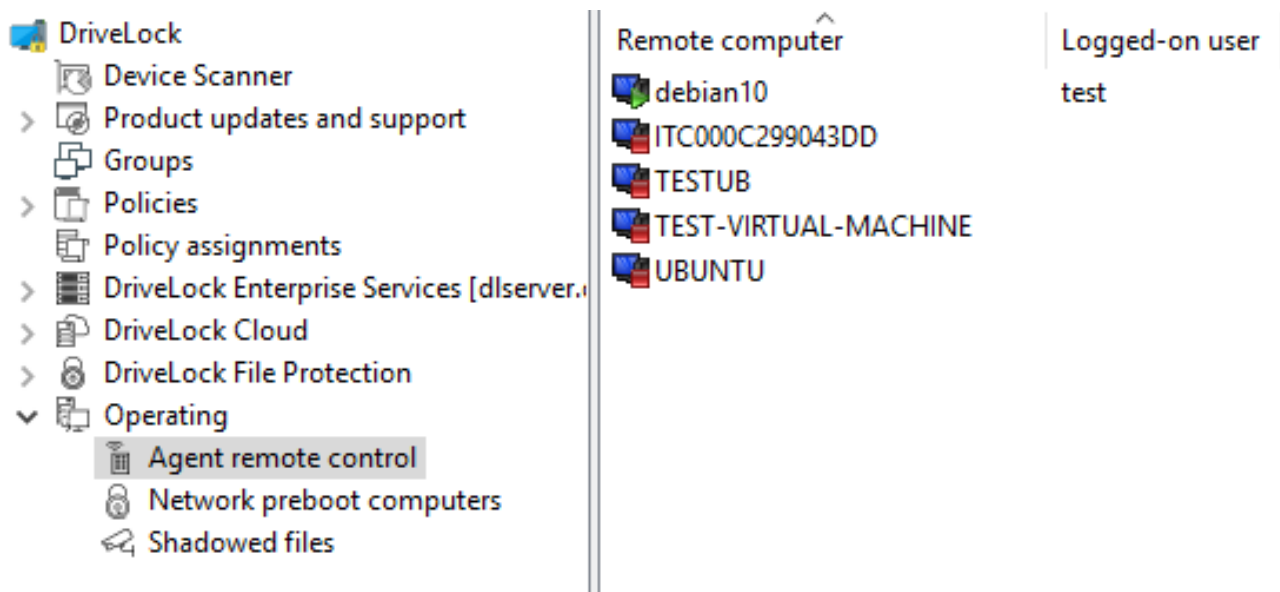 DriveLock
Device Scanner
Product updates and support
Groups
Policies
Policy assignments
DriveLock Enterprise Services [dlserver.
DriveLock Cloud
DriveLock File Protection
Operating
Agent remote control
Network preboot computers
Shadowed files
Remote computer Logged-on user
debian10 test
ITC000C299043DD
TESTUB
TEST-VIRTUAL-MACHINE
UBUNTU